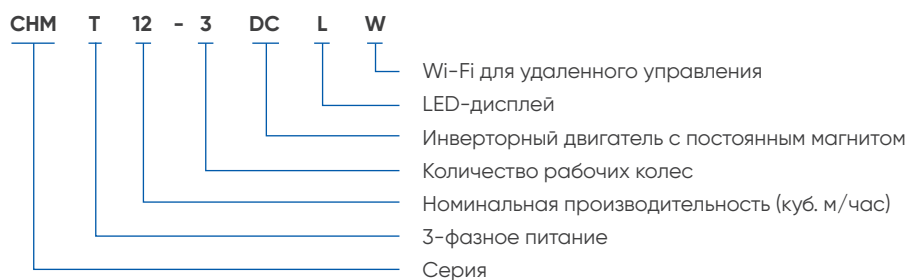 CHM T 12 - 3 DC L W
Wi-Fi для удаленного управления
LED-дисплей
Инверторный двигатель с постоянным магнитом
Количество рабочих колес
Номинальная производительность (куб. м/час)
3-фазное питание
Серия